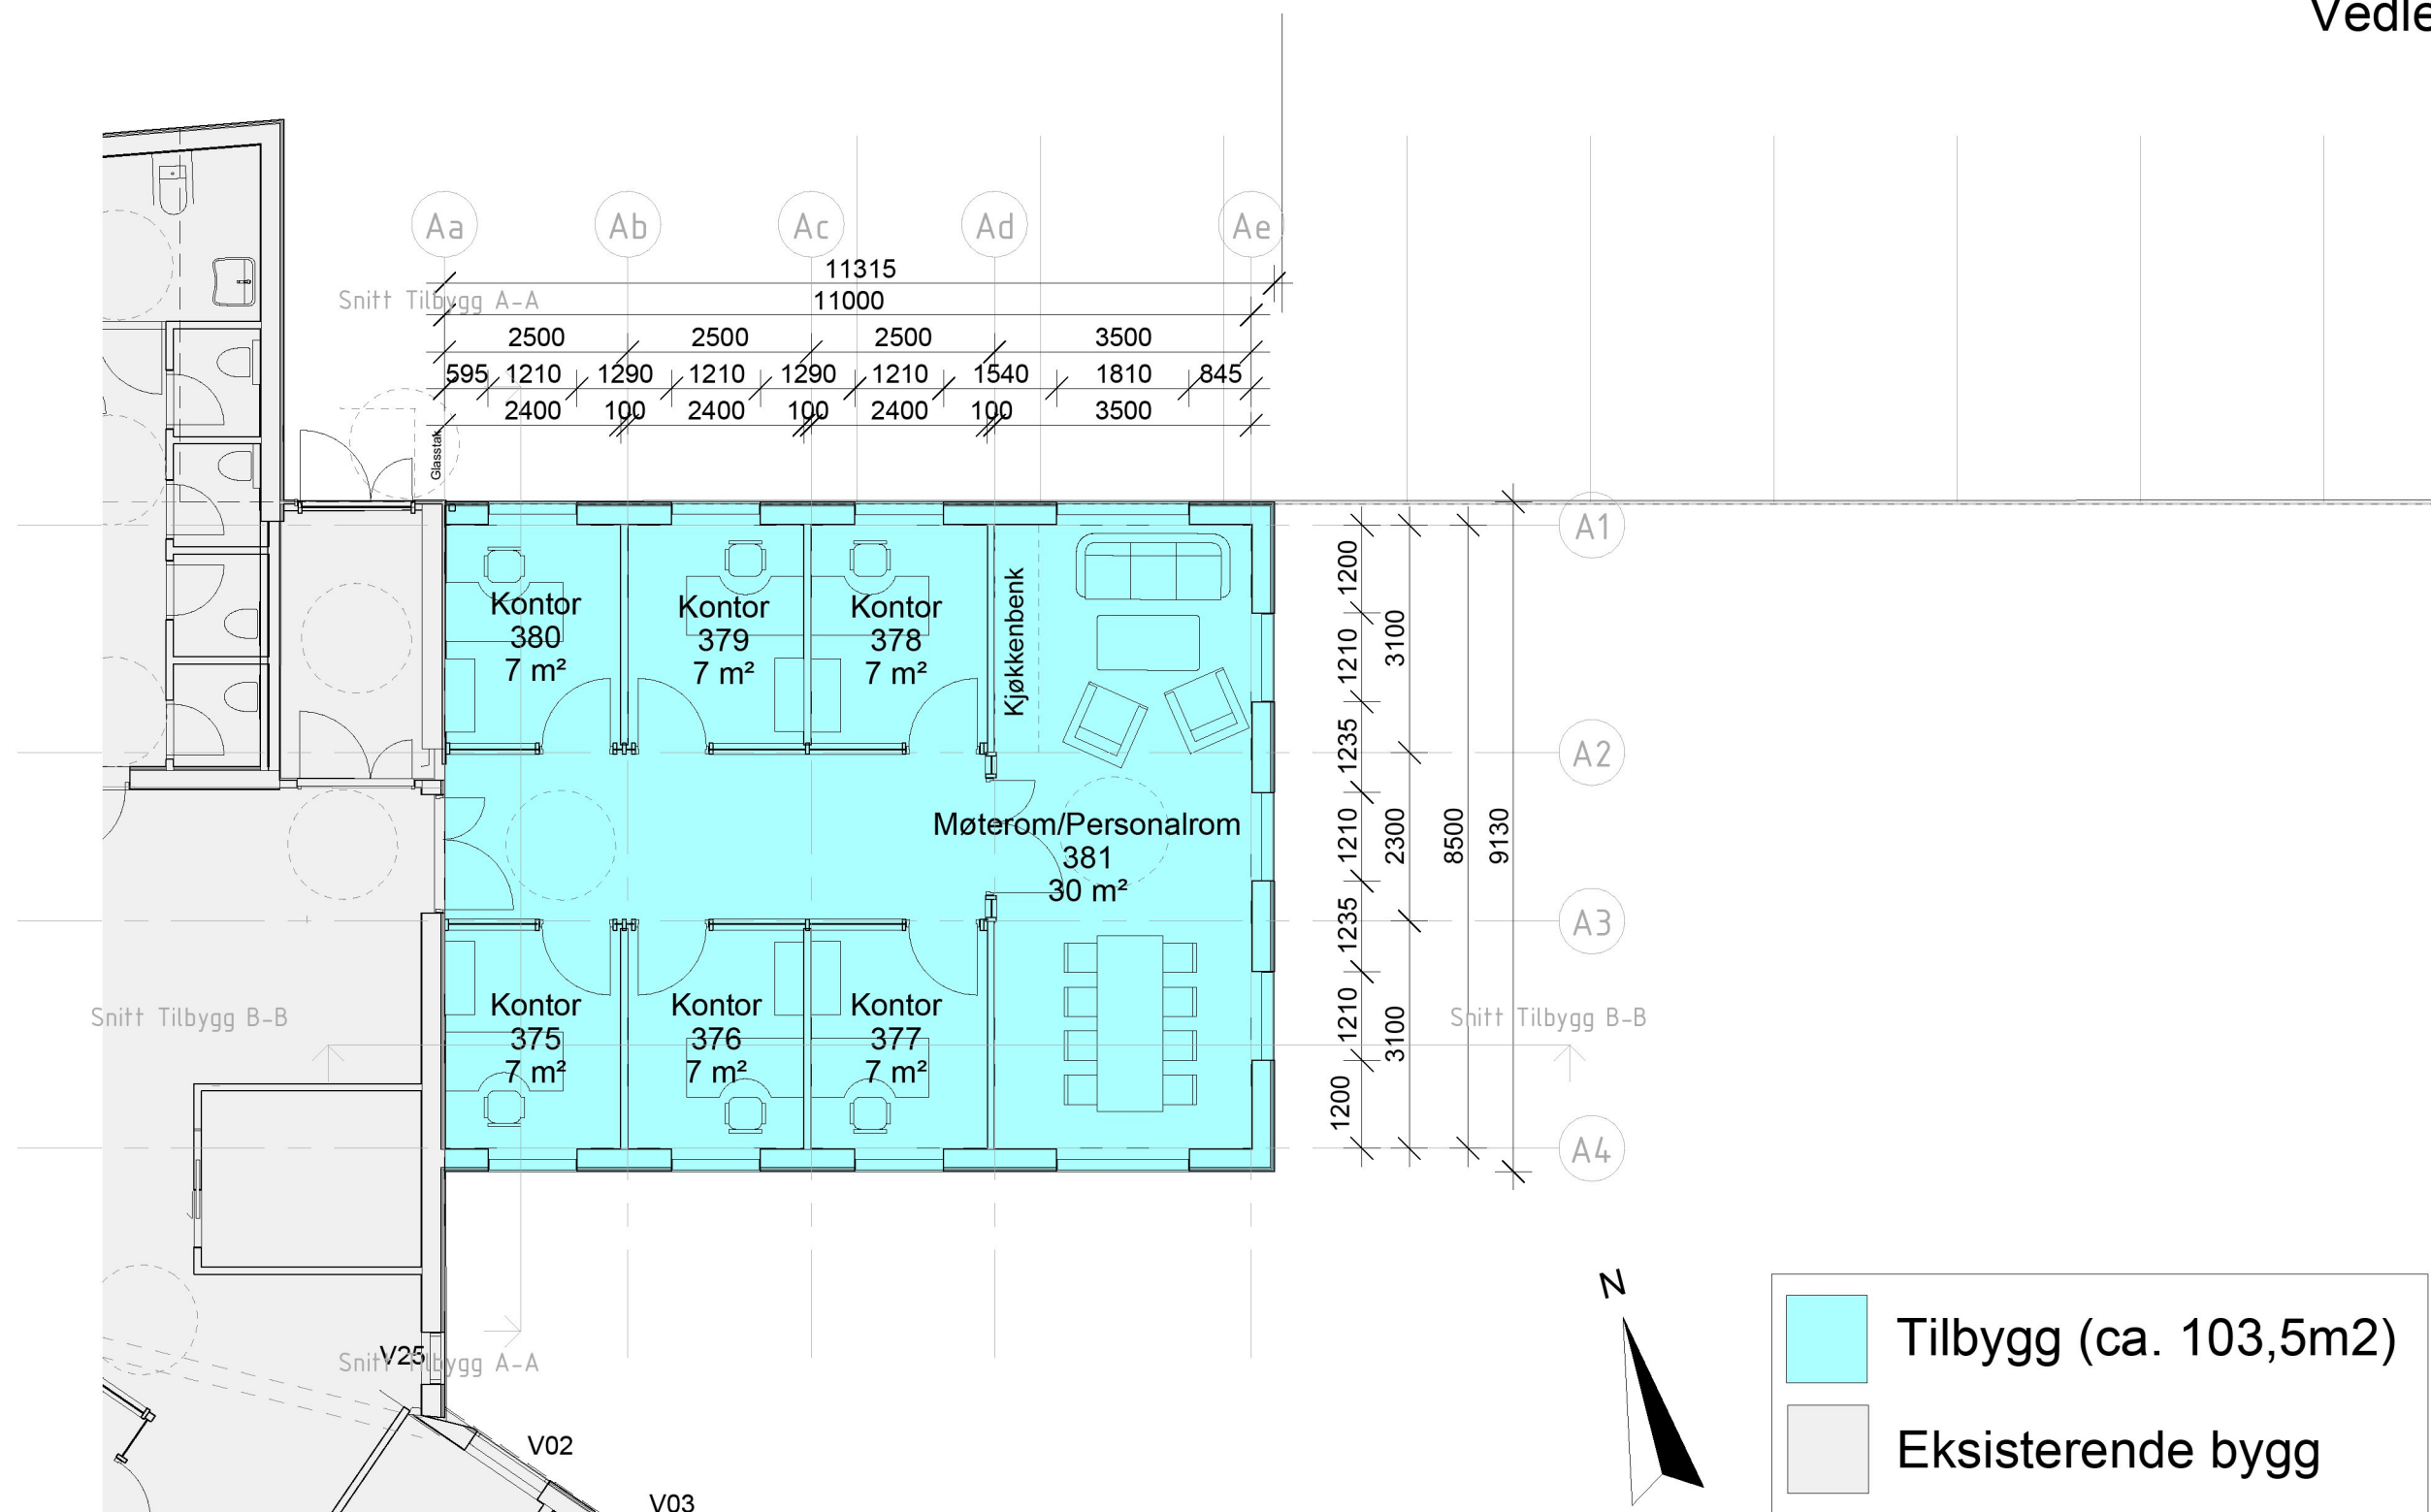 Vedle
Aa
Ab
Ac
Ad
Ae
11315
Snitt Tilbygg A-A
11000
2500
2500
2500
3500
595
1210
1290
1210
1290
1210
1540
1810
845
2400
100
2400
100
2400
100
3500
Glasstak
A1
1200
1210
3100
1235
1210
2300
8500
9130
1235
1210
3100
1200
A2
A3
A4
Kontor
380
7 m²
Kontor
379
7 m²
Kontor
378
7 m²
Kjøkkenbenk
Møterom/Personalrom
381
30 m²
Kontor
375
7 m²
Kontor
376
7 m²
Kontor
377
7 m²
Snitt Tilbygg B-B
Snitt Tilbygg B-B
V25
Snitt Tilbygg A-A
V02
V03
N
Tilbygg (ca. 103,5m2)
Eksisterende bygg